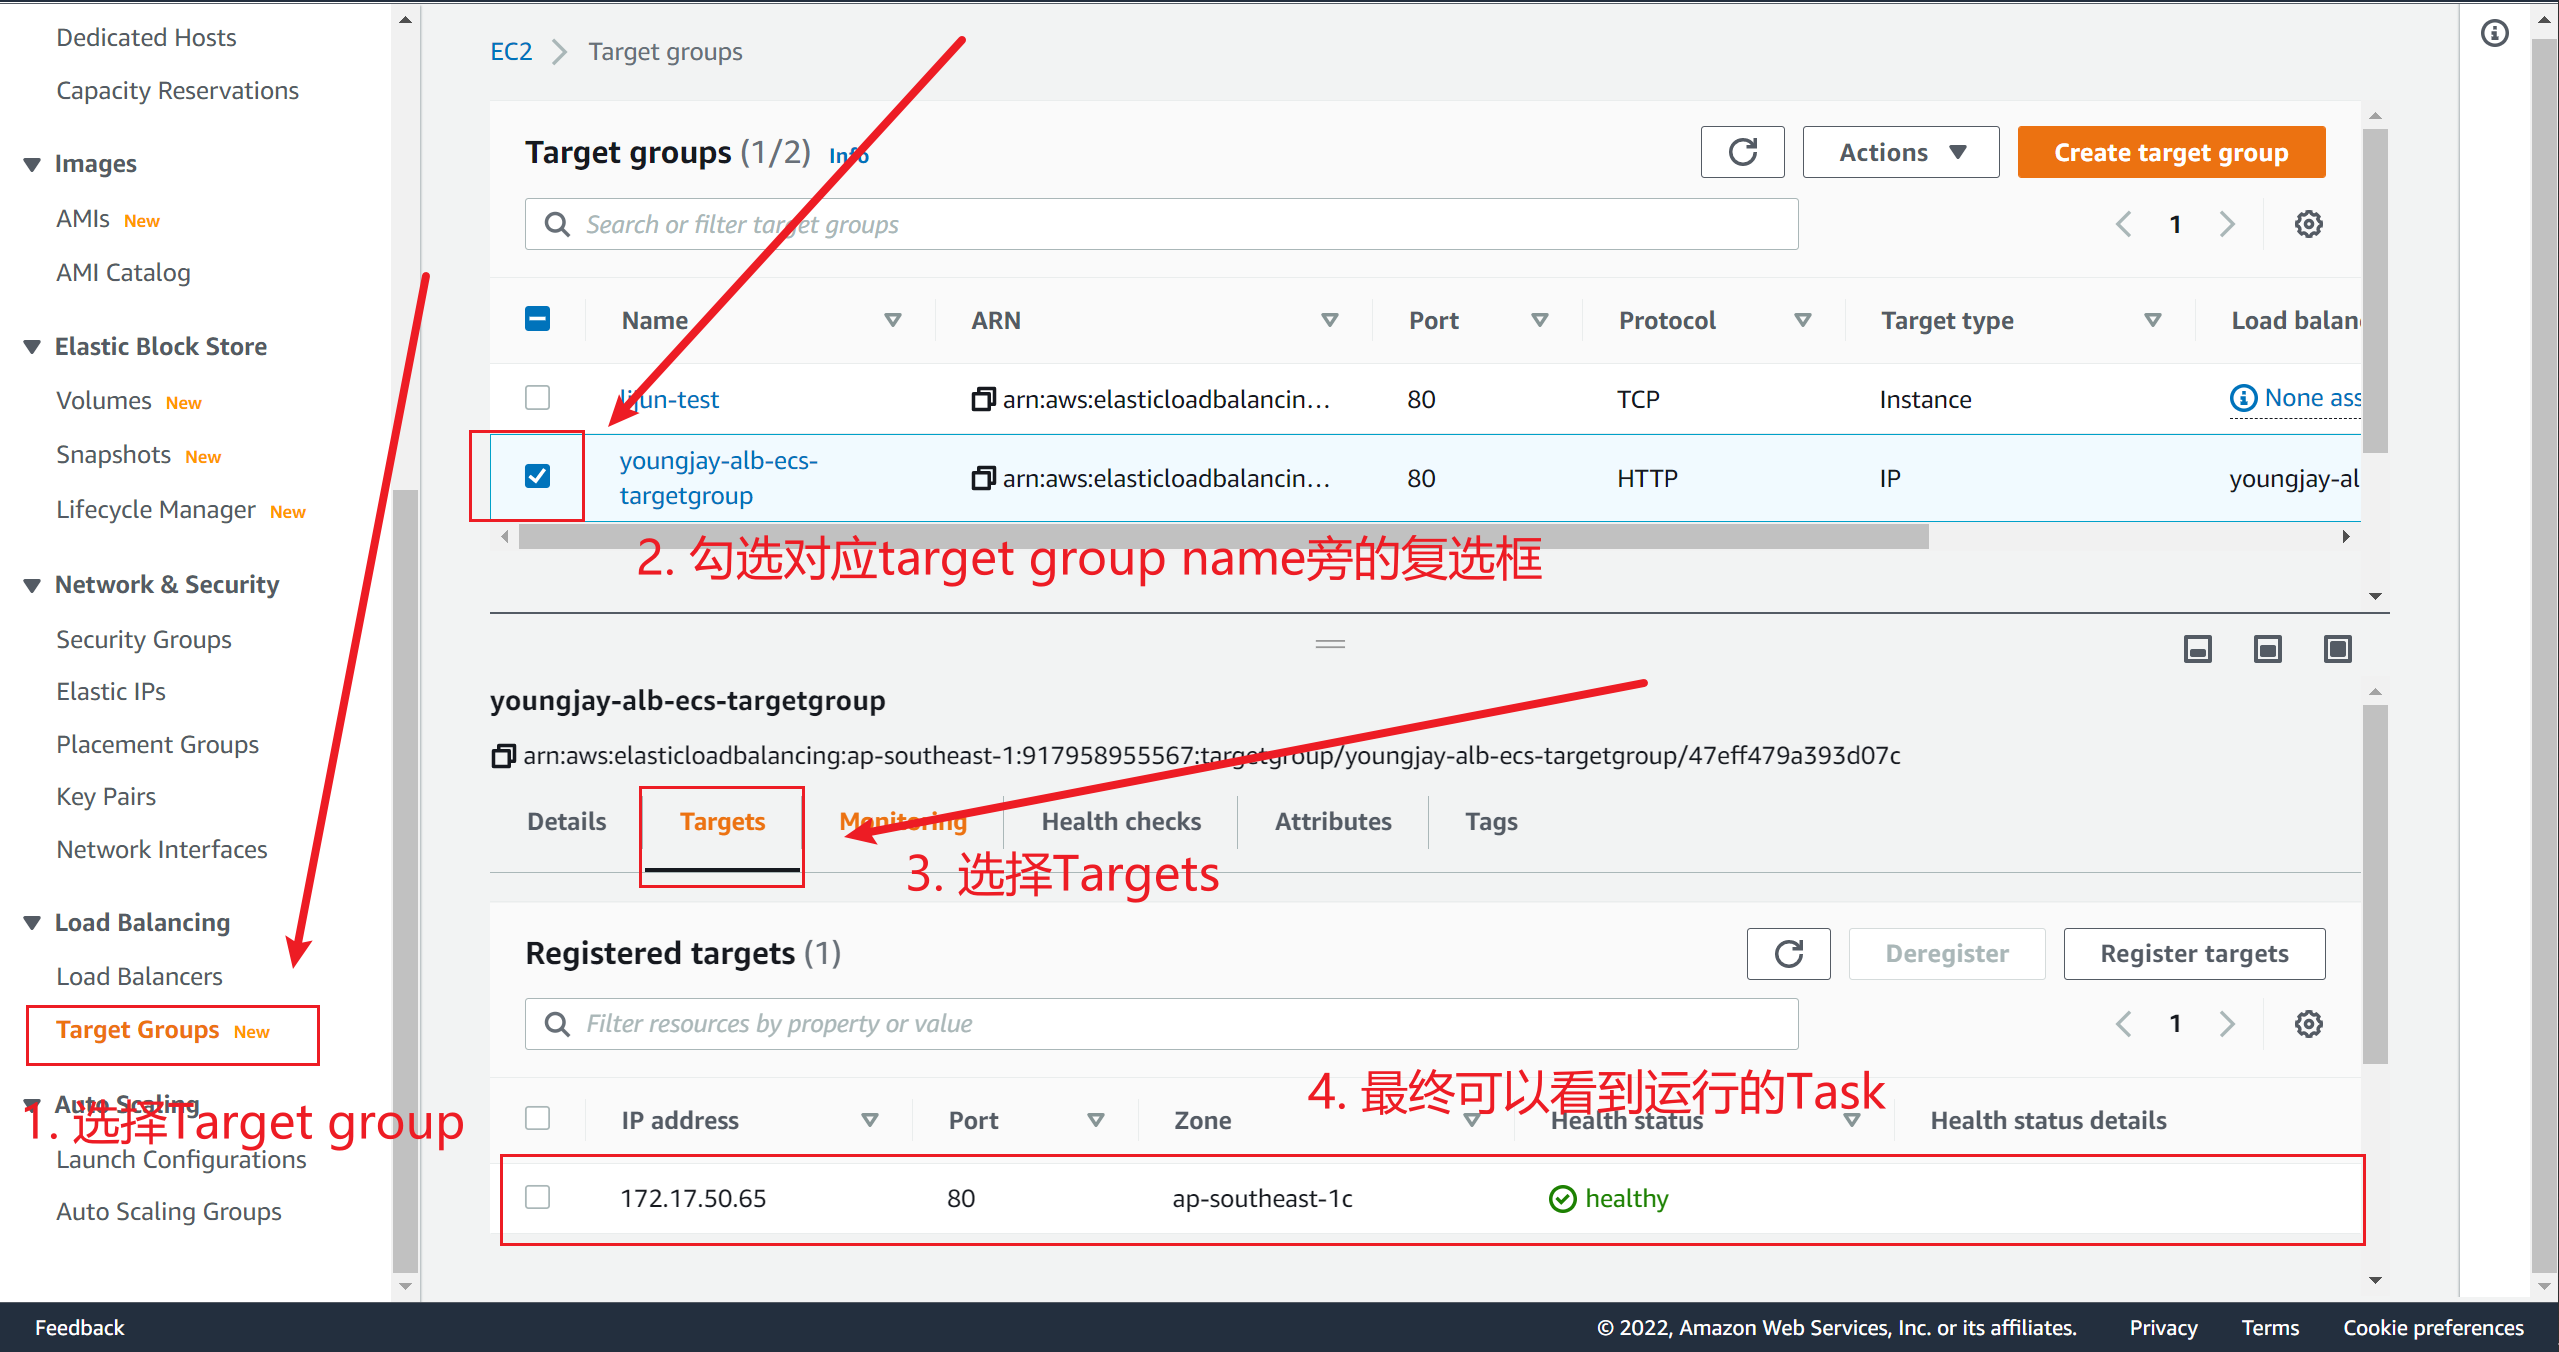 Dedicated Hosts
Capacity Reservations
Images
AMIs New
AMI Catalog
Elastic Block Store
Volumes New
Snapshots New
Lifecycle Manager New
Network & Security
Security Groups
Elastic IPs
Placement Groups
Key Pairs
Network Interfaces
Load Balancing
Load Balancers
Target Groups New
Auto Scaling
1. 选择Target group
Launch Configurations
Auto Scaling Groups
EC2 > Target groups
Target groups (1/2) Info
Actions
Create target group
Search or filter target groups
1
Name ARN Port Protocol Target type Load balan
lijun-test arn:aws:elasticloadbalancin... 80 TCP Instance None ass
youngjay-alb-ecs-
targetgroup
arn:aws:elasticloadbalancin... 80 HTTP IP youngjay-al
2. 勾选对应target group name旁的复选框
youngjay-alb-ecs-targetgroup
arn:aws:elasticloadbalancing:ap-southeast-1:917958955567:targetgroup/youngjay-alb-ecs-targetgroup/47eff479a393d07c
Details Targets Monitoring Health checks Attributes Tags
3. 选择Targets
Registered targets (1)
Deregister
Register targets
Filter resources by property or value
1
4. 最终可以看到运行的Task
IP address Port Zone Health status Health status details
172.17.50.65 80 ap-southeast-1c healthy
Feedback
© 2022, Amazon Web Services, Inc. or its affiliates. Privacy Terms Cookie preferences